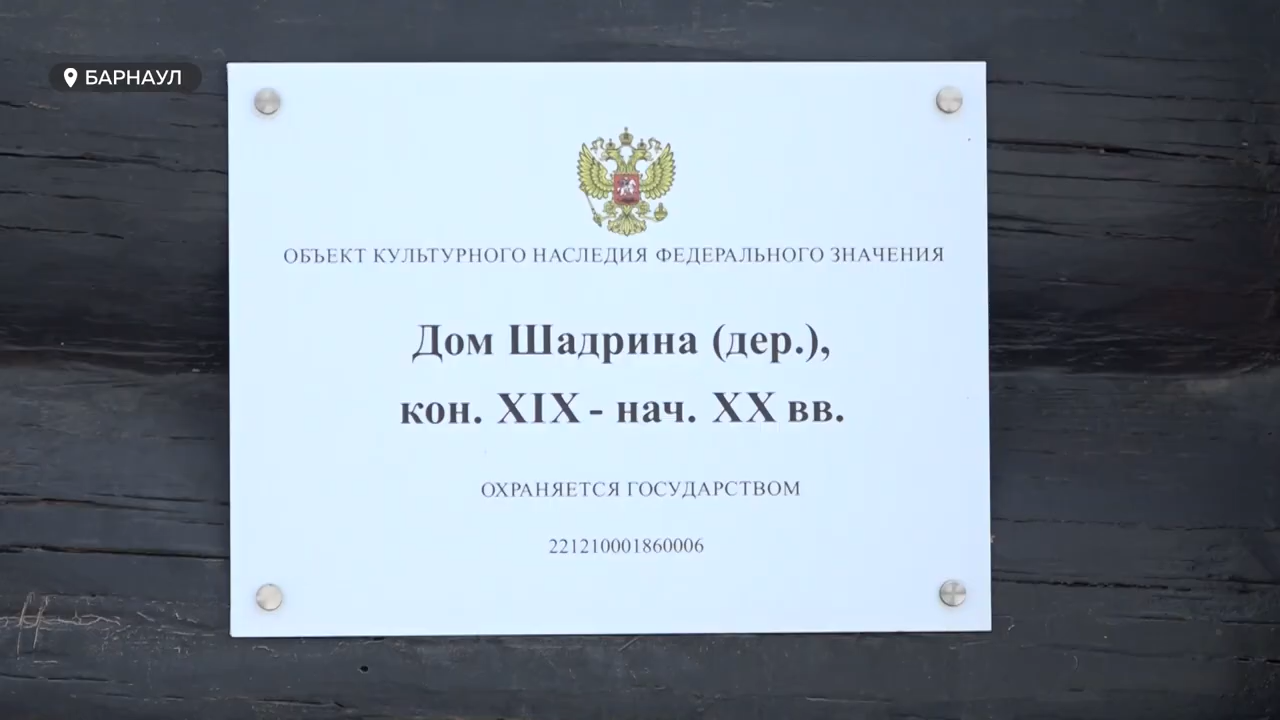 БАРНАУЛ
ОБЪЕКТ КУЛЬТУРНОГО НАСЛЕДИЯ ФЕДЕРАЛЬНОГО ЗНАЧЕНИЯ
Дом Шадрина (дер.),
кон. XIX - нач. XX вв.
ОХРАНЯЕТСЯ ГОСУДАРСТВОМ
221210001860006